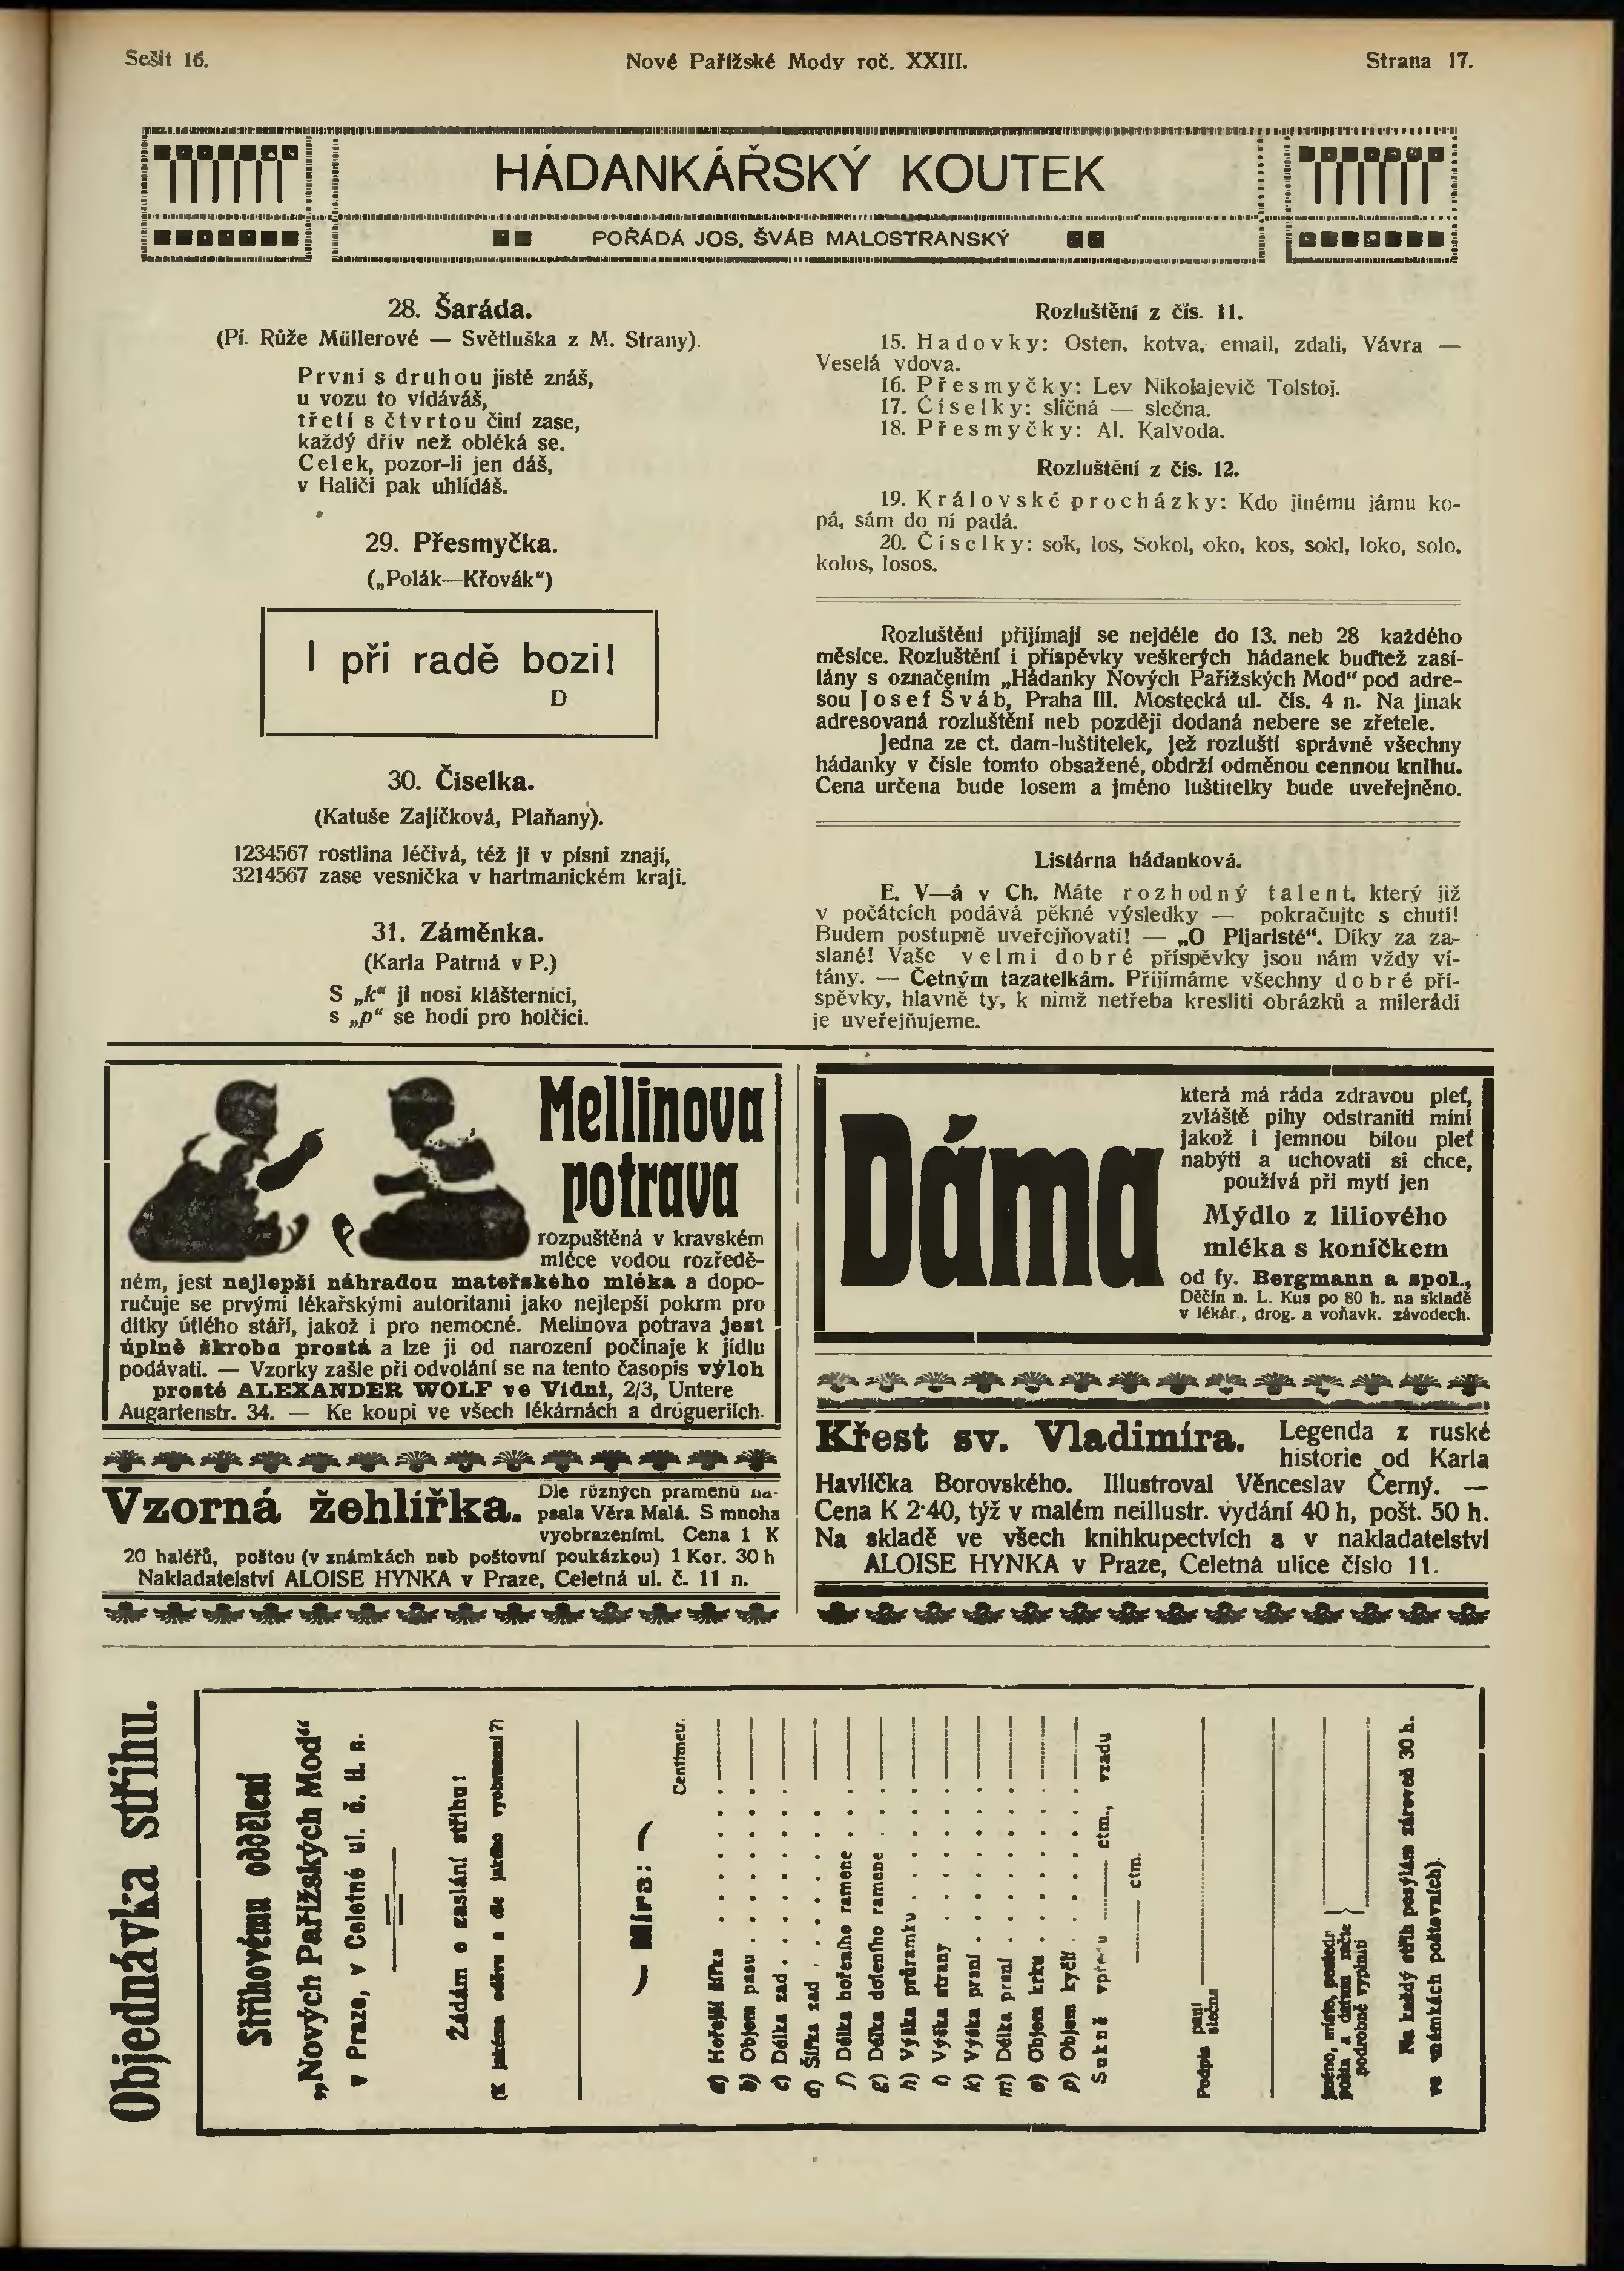 Sešit 16.
Nové Pařížské Mody roč. XXIII.
Strana 17.
HÁDANKÁŘSKÝ KOUTEK
POŘÁDÁ JOS. ŠVÁB MALOSTRANSKÝ
28. Šaráda.
(Pí. Růže Müllerové — Světluška z M. Strany).
První s druhou jistě znáš,
u vozu to vídáváš,
třetí s čtvrtou činí zase,
každý dřív než obléká se.
Celek, pozor-li jen dáš,
v Haliči pak uhlídáš.
29. Přesmyčka.
(„Polák—Křovák“)
I při radě bozi!
D
30. Číselka.
(Katuše Zajíčková, Plaňany).
1234567 rostlina léčivá, též ji v písni znají,
3214567 zase vesnička v hartmanickém kraji.
31. Záměnka.
(Karla Patrná v P.)
S „k“ ji nosí klášterníci,
s „p“ se hodí pro holčici.
Rozluštění z čís. 11.
15. Hadovky: Osten, kotva, email, zdali, Vávra —
Veselá vdova.
16. Přesmyčky: Lev Nikolajevič Tolstoj.
17. Číselky: slíčná — slečna.
18. Přesmyčky: Al. Kalvoda.
Rozluštění z čís. 12.
19. Královské procházky: Kdo jinému jámu ko-
pá, sám do ní padá.
20. Číselky: sok, los, Sokol, oko, kos, sokl, loko, solo,
kolos, losos.
Rozluštění přijímají se nejdéle do 13. neb 28 každého
měsíce. Rozluštění i příspěvky veškerých hádanek buďtež zasí-
lány s označením „Hádanky Nových Pařížských Mod“ pod adre-
sou Josef Šváb, Praha III. Mostecká ul. čís. 4 n. Na jinak
adresovaná rozluštění neb později dodaná nebere se zřetele.
Jedna ze ct. dam-luštitelek, jež rozluští správně všechny
hádanky v čísle tomto obsažené, obdrží odměnou cennou knihu.
Cena určena bude losem a jméno luštitelky bude uveřejněno.
Listárna hádanková.
E. V—á v Ch. Máte rozhodný talent, který již
v počátcích podává pěkné výsledky — pokračujte s chutí!
Budem postupně uveřejňovati! — „O Pijaristé“. Díky za za-
slané! Vaše velmi dobré příspěvky jsou nám vždy ví-
tány. — Četným tazatelkám. Přijímáme všechny dobré pří-
spěvky, hlavně ty, k nimž netřeba kresliti obrázků a milerádi
je uveřejňujeme.
Mellinova
potrava
rozpuštěná v kravském
mléce vodou rozředě-
ném, jest nejlepší náhradou mateřského mléka a dopo-
ručuje se prvými lékařskými autoritami jako nejlepší pokrm pro
dítky útlého stáří, jakož i pro nemocné. Melinova potrava jest
úplně škrobu prostá a lze ji od narození počínaje k jídlu
podávati. — Vzorky zašle při odvolání se na tento časopis výloh
prosté ALEXANDER WOLF ve Vídni, 2/3, Untere
Augartenstr. 34. — Ke koupi ve všech lékárnách a drogueriích.
Vzorná žehlířka.
Dle různých pramenů na-
psala Věra Malá. S mnoha
vyobrazeními. Cena 1 K
20 haléřů, poštou (v známkách neb poštovní poukázkou) 1 Kor. 30 h
Nakladatelství ALOISE HYNKA v Praze, Celetná ul. č. 11 n.
Dáma
která má ráda zdravou pleť,
zvláště pihy odstraniti míní
jakož i jemnou bílou pleť
nabýti a uchovati si chce,
používá při mytí jen
Mýdlo z liliového
mléka s koníčkem
od fy. Bergmann a spol.,
Děčín n. L. Kus po 80 h. na skladě
v lékár., drog. a voňavk. závodech.
Křest sv. Vladimíra.
Legenda z ruské
historie od Karla
Havlíčka Borovského. Illustroval Věnceslav Černý. —
Cena K 2·40, týž v malém neillustr. vydání 40 h, pošt. 50 h.
Na skladě ve všech knihkupectvích a v nakladatelství
ALOISE HYNKA v Praze, Celetná ulice číslo 11.
Objednávka střihu.
Střihovému oddělení
„Nových Pařížských Mod“
v Praze, v Celetné ul. č. 11 n.
Žádám o zaslání střihu:
(K jakému oděvu a dle jakého vyobrazení?)
Míra:
Centimetr.
a) Hořejší šířka
b) Objem pasu
c) Délka zad
d) Šířka zad
f) Délka hořeního ramene
g) Délka doleního ramene
h) Výška průramku
i) Výška strany
k) Výška prsní
m) Délka prsní
o) Objem krku
p) Objem kyčlí
Sukně vpředu ctm., vzadu
ctm.
Podpis paní
slečna
jméno, místo, poslední
pošta a datum račte
podrobně vyplniti
Na každý střih posýlám zároveň 30 h.
ve známkách poštovních).